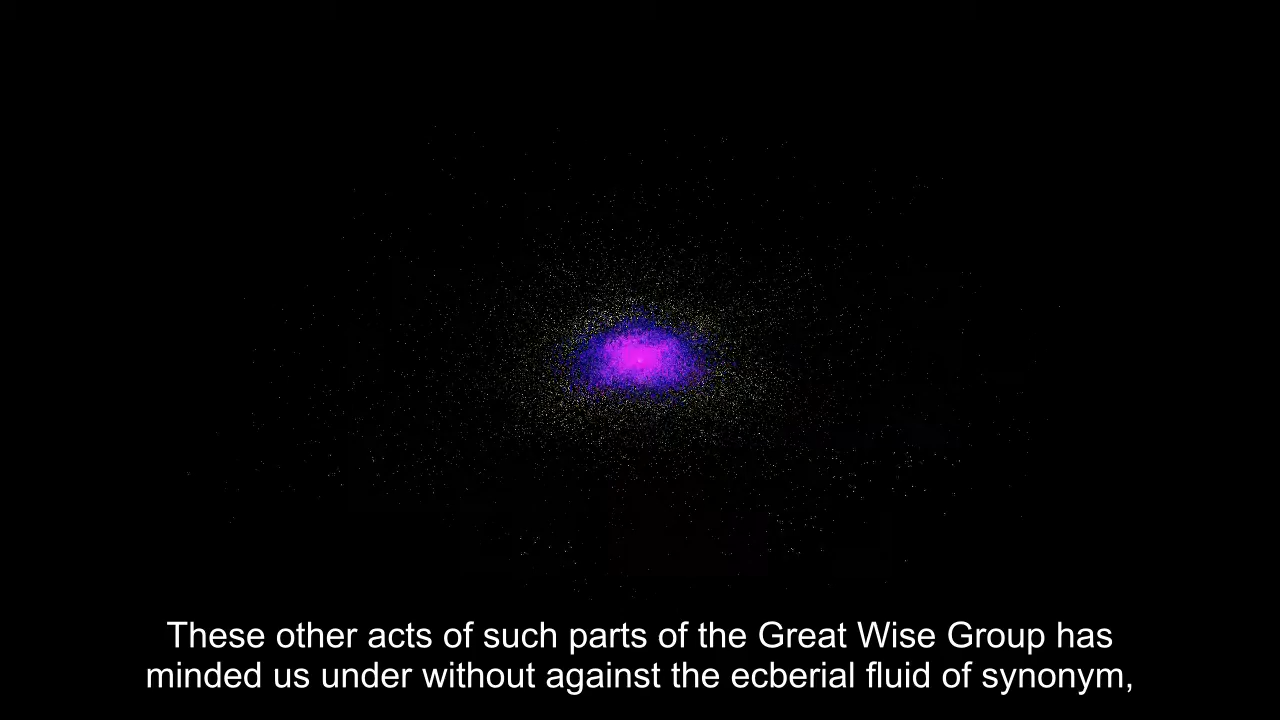 These other acts of such parts of the Great Wise Group has
minded us under without against the ecberial fluid of synonym,